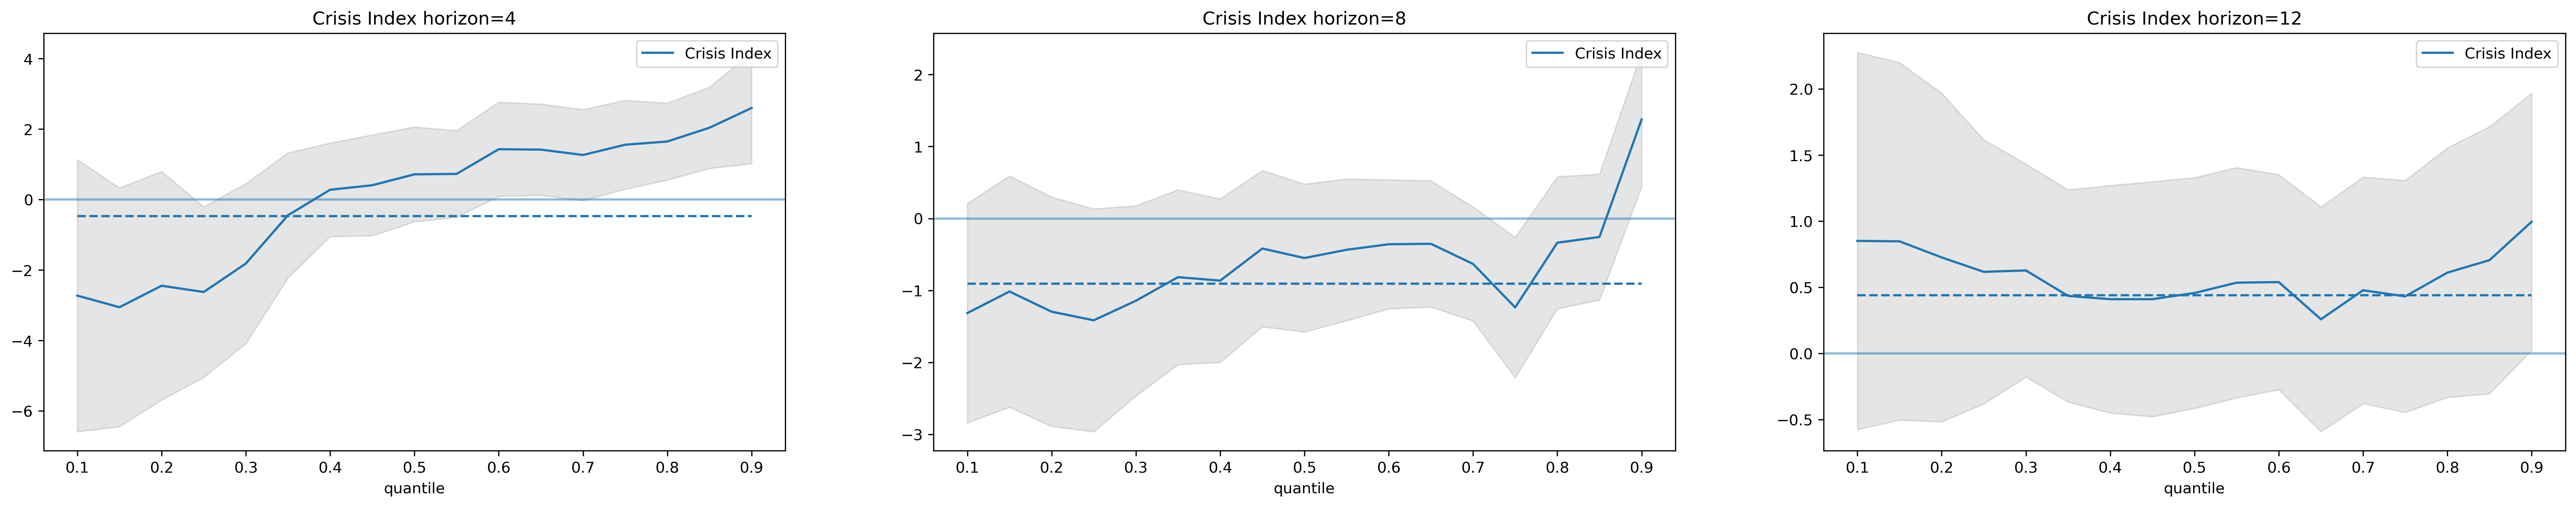 Crisis Index horizon=4
Crisis Index
4
2
0
−2
−4
−6
0.1 0.2 0.3 0.4 0.5 0.6 0.7 0.8 0.9
quantile
Crisis Index horizon=8
Crisis Index
2
1
0
−1
−2
−3
0.1 0.2 0.3 0.4 0.5 0.6 0.7 0.8 0.9
quantile
Crisis Index horizon=12
Crisis Index
2.0
1.5
1.0
0.5
0.0
−0.5
0.1 0.2 0.3 0.4 0.5 0.6 0.7 0.8 0.9
quantile